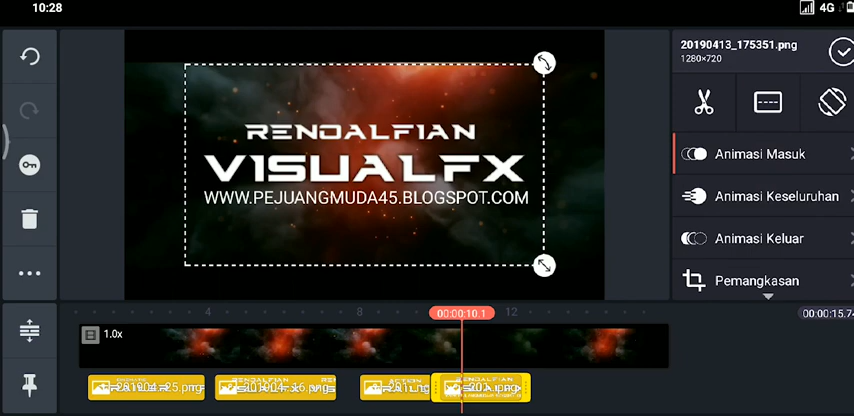 10:28
4G
20190413_175351.png
1280×720
RENOALFIAN
VISUALFX
WWW.PEJUANGMUDA45.BLOGSPOT.COM
Animasi Masuk
Animasi Keseluruhan
Animasi Keluar
Pemangkasan
4
8
00:00:10.1
12
00:00:15.7
1.0x